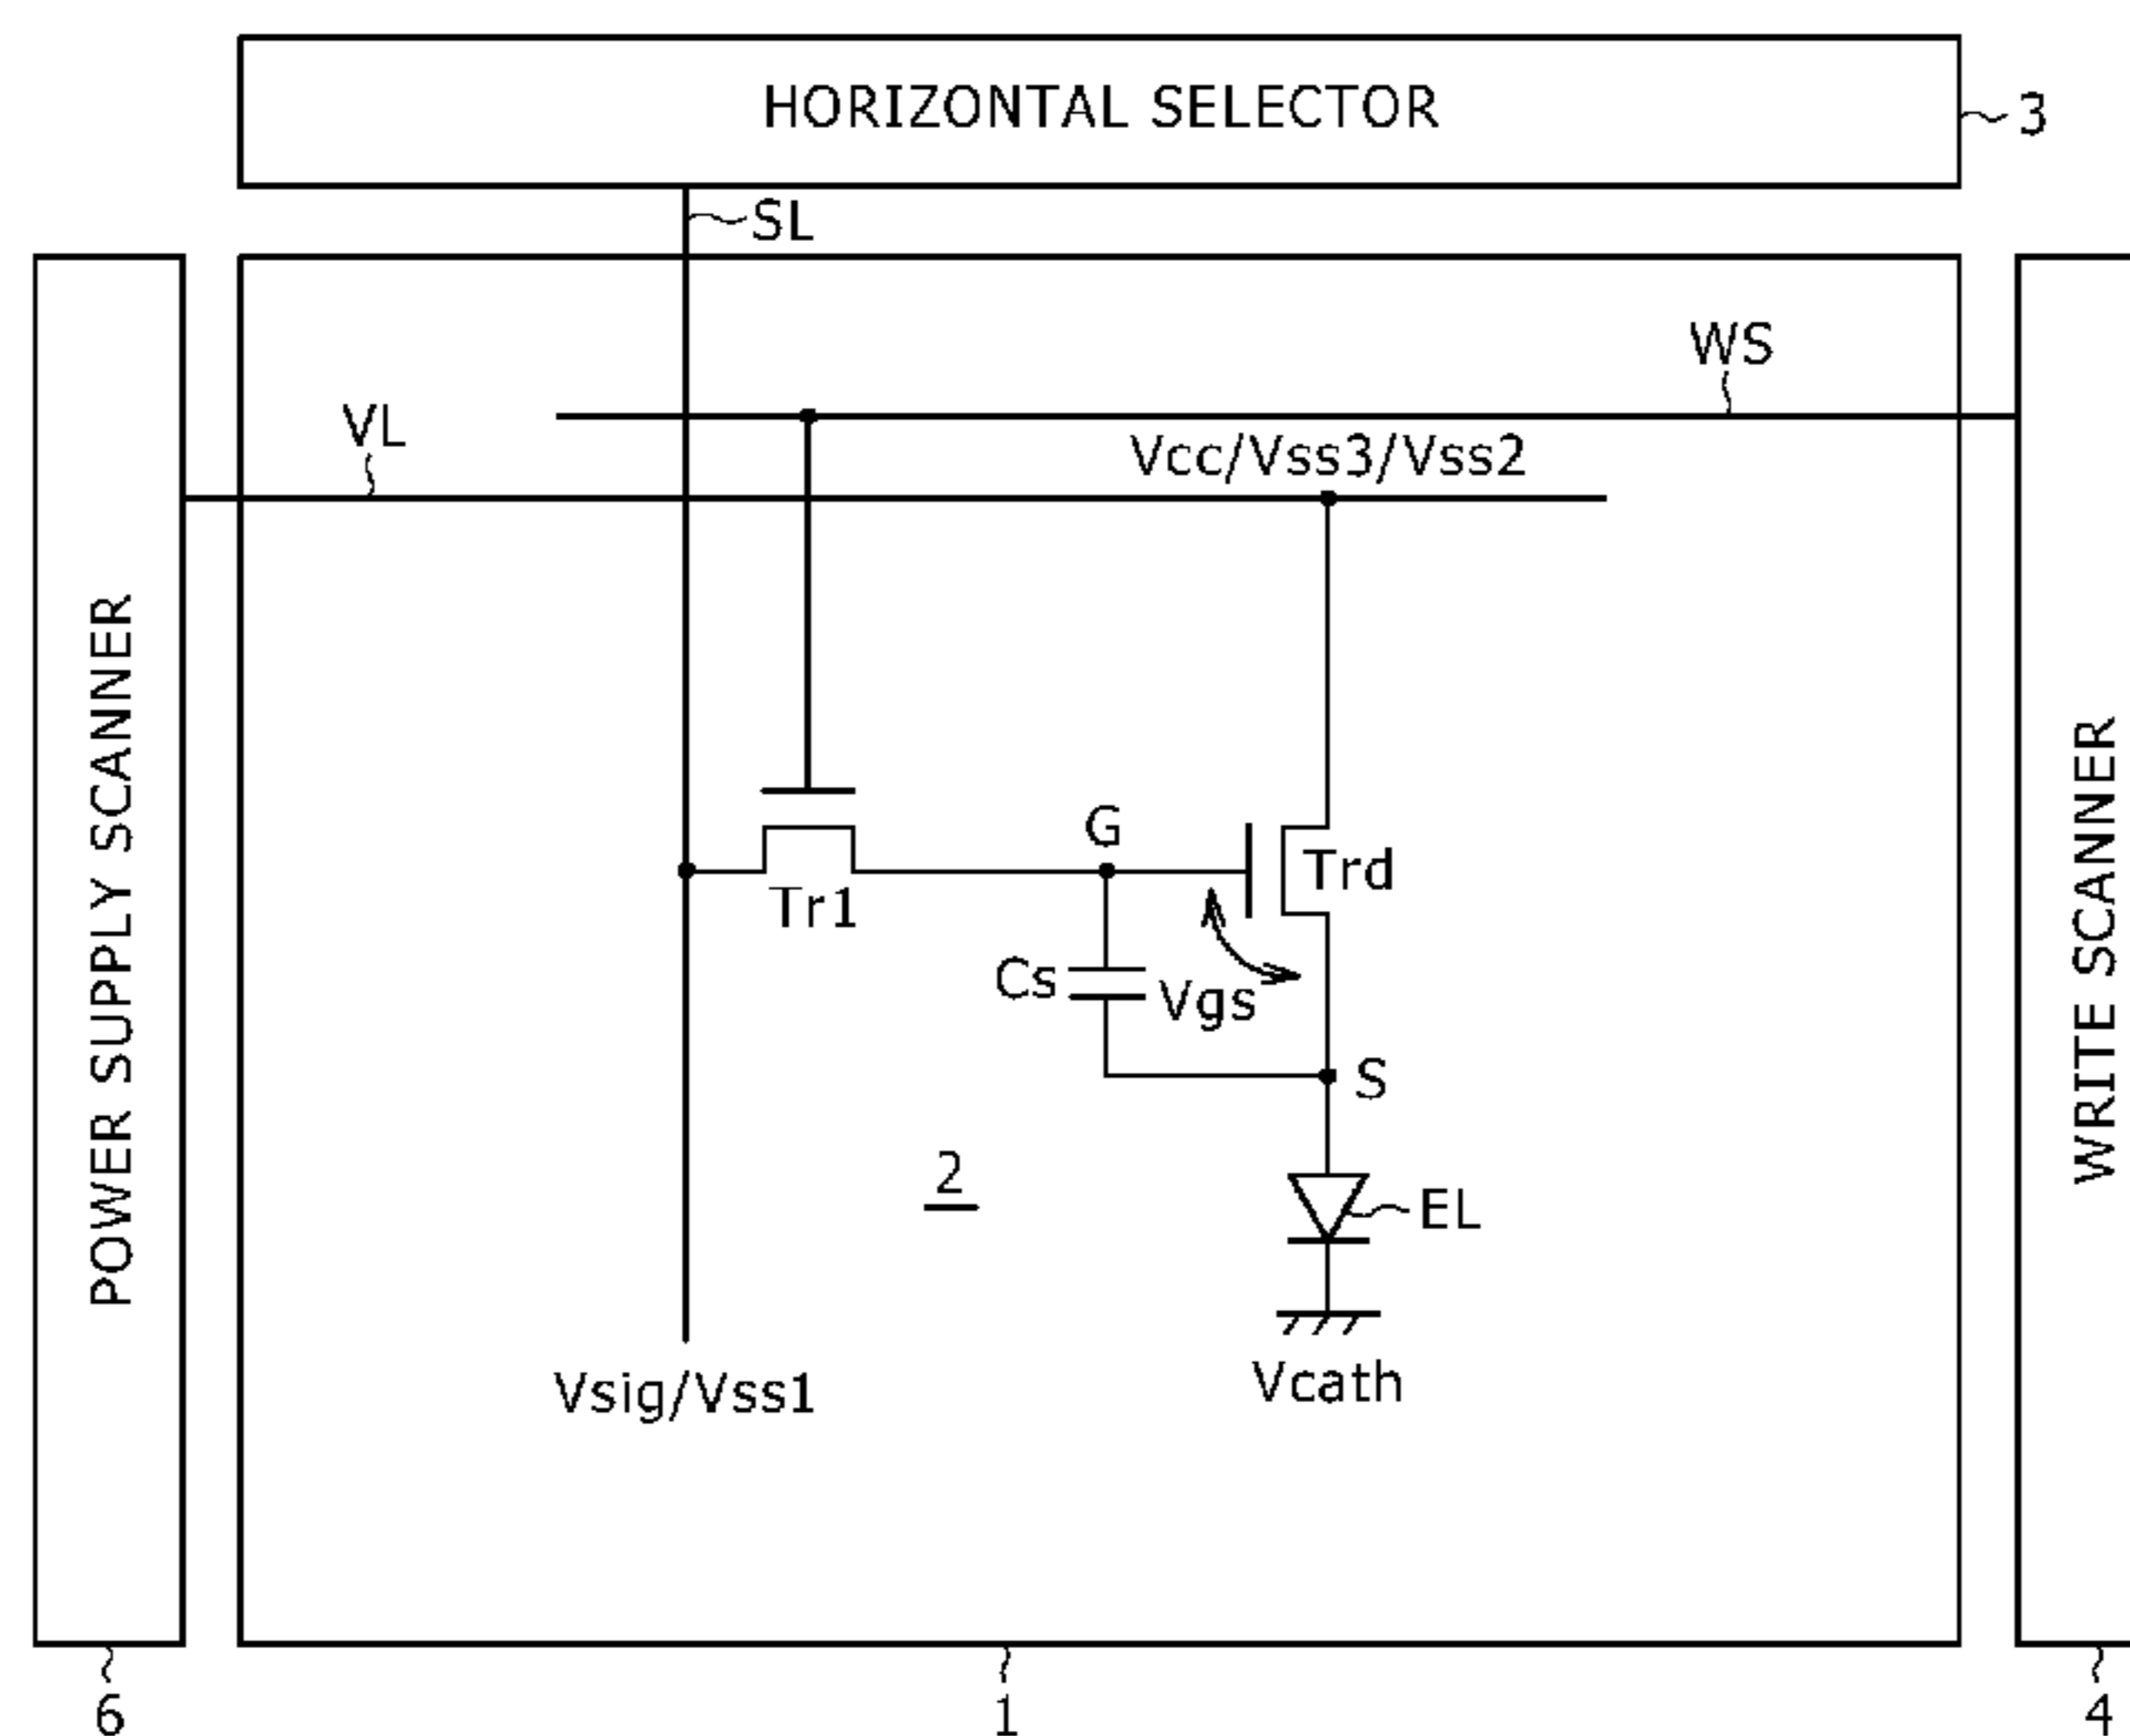 HORIZONTAL SELECTOR
3
SL
WS
VL
Vcc/Vss3/Vss2
POWER SUPPLY SCANNER
WRITE SCANNER
G
Trd
Tr1
Cs
Vgs
S
2
EL
Vsig/Vss1
Vcath
6
1
4